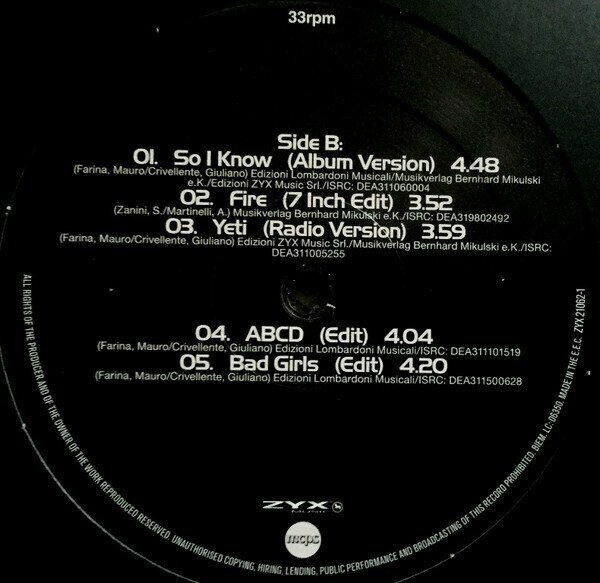 33rpm
Side B:
01. So I Know (Album Version) 4.48
(Farina, Mauro/Crivellente, Giuliano) Edizioni Lombardoni Musicali/Musikverlag Bernhard Mikulski
e.K./Edizioni ZYX Music Srl./ISRC: DEA311060004
02. Fire (7 Inch Edit) 3.52
(Zanini, S./Martinelli, A.) Musikverlag Bernhard Mikulski e.K./ISRC: DEA319802492
03. Yeti (Radio Version) 3.59
(Farina, Mauro/Crivellente, Giuliano) Edizioni ZYX Music Srl./Musikverlag Bernhard Mikulski e.K./ISRC:
DEA311005255
04. ABCD (Edit) 4.04
(Farina, Mauro/Crivellente, Giuliano) Edizioni Lombardoni Musicali/ISRC: DEA311101519
05. Bad Girls (Edit) 4.20
(Farina, Mauro/Crivellente, Giuliano) Edizioni Lombardoni Musicali/ISRC: DEA311500628
ZYX
MUSIC
mcps
ALL RIGHTS OF THE PRODUCER AND OF THE OWNER OF THE WORK REPRODUCED RESERVED. UNAUTHORISED COPYING, HIRING, LENDING, PUBLIC PERFORMANCE AND BROADCASTING OF THIS RECORD PROHIBITED. BIEM. LC-06350. MADE IN THE E.E.C. ZYX 21062-1